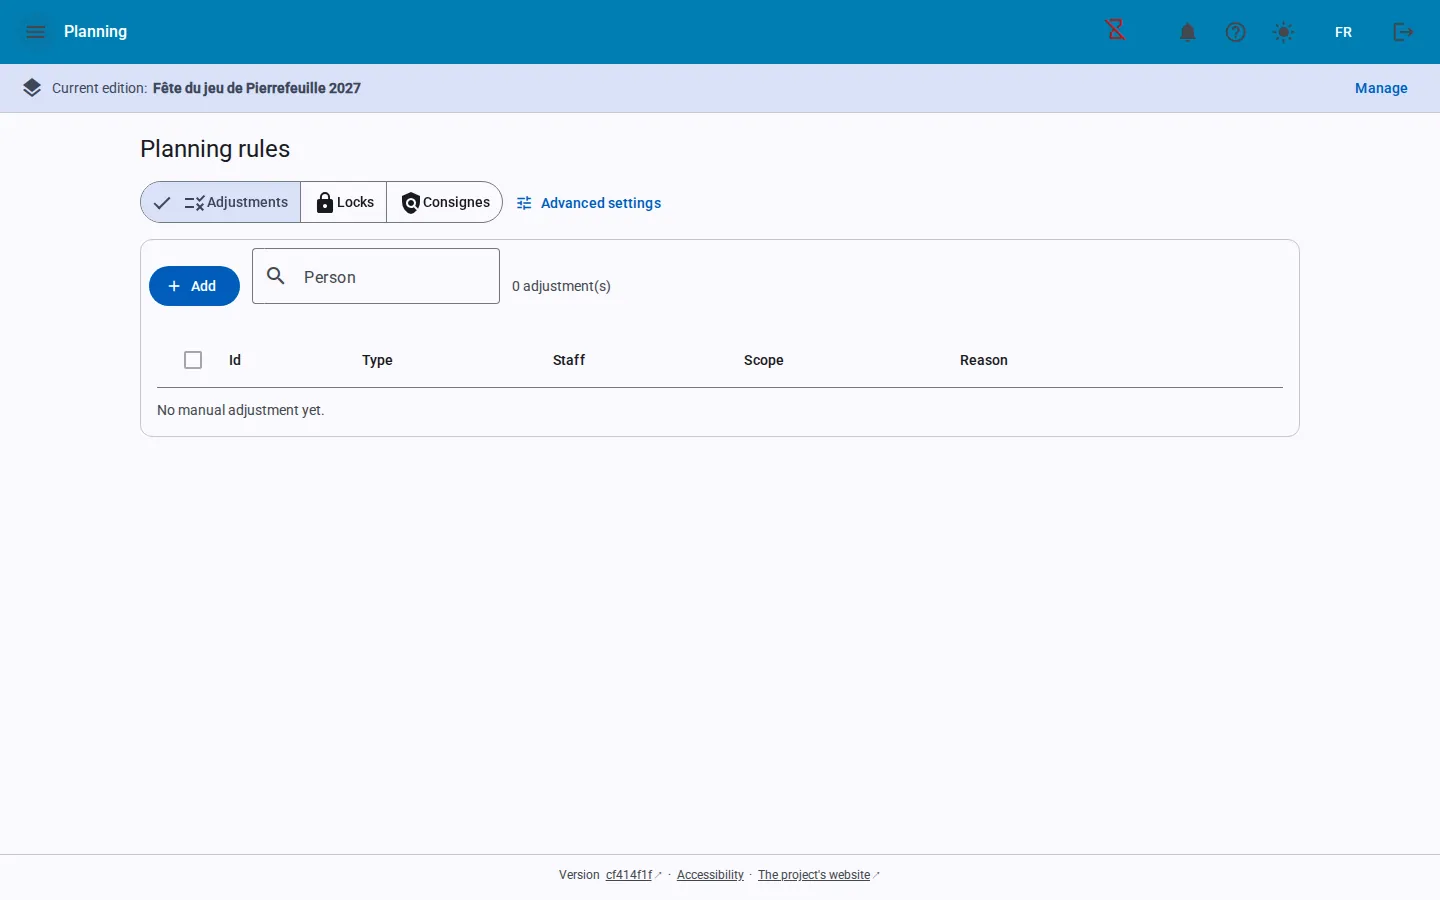 Planning
FR
Current edition: Fête du jeu de Pierrefeuille 2027
Manage
Planning rules
Adjustments
Locks
Consignes
Advanced settings
Add
Person
0 adjustment(s)
Id
Type
Staff
Scope
Reason
No manual adjustment yet.
Version cf414f1f · Accessibility · The project's website